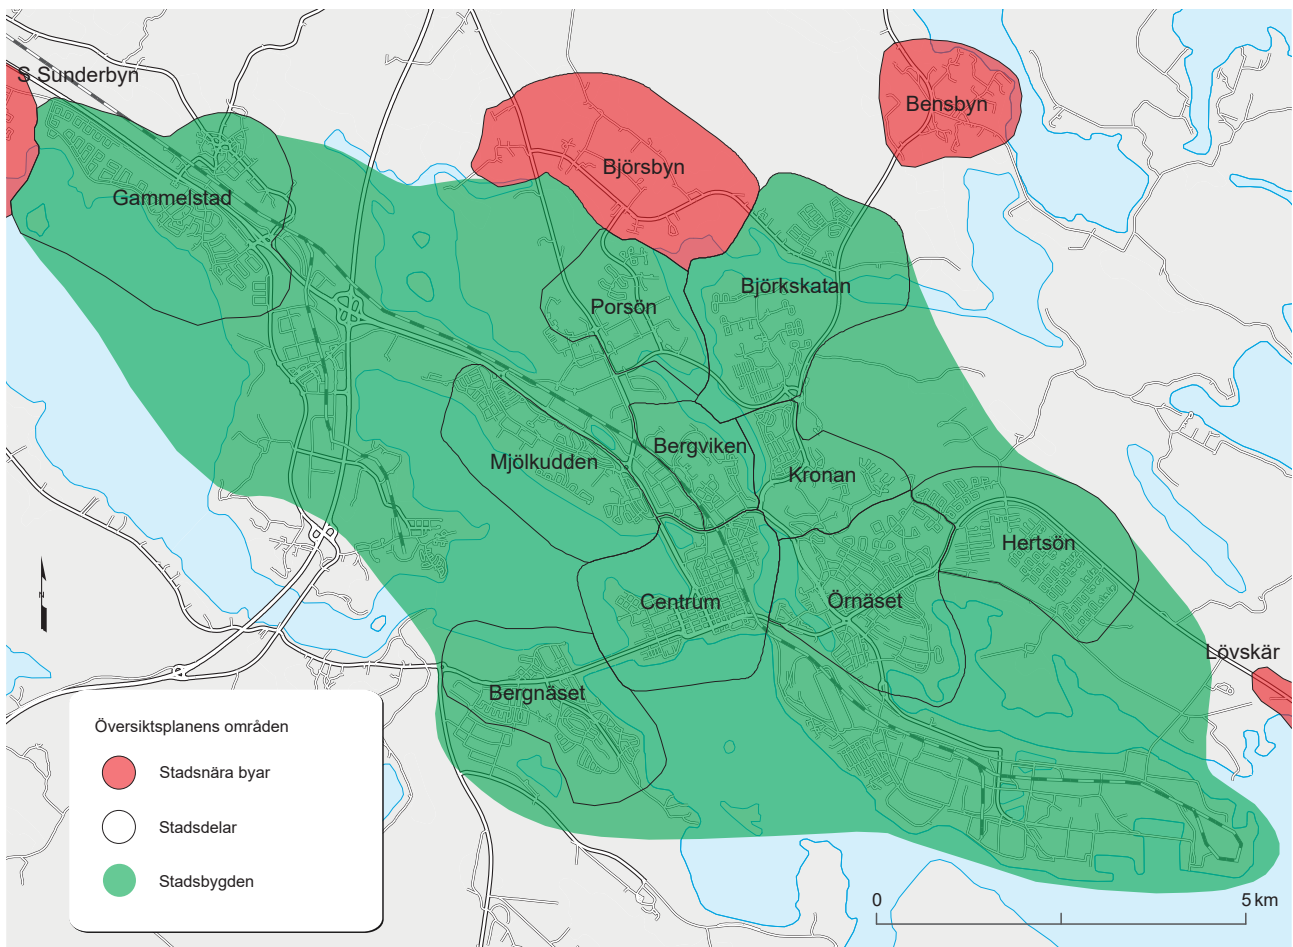 S Sunderbyn
Bensbyn
Björsbyn
Gammelstad
Björkskatan
Porsön
Bergviken
Mjölkudden
Kronan
Hertsön
Centrum
Örnäset
Lövskär
Bergnäset
N
Översiktsplanens områden
Stadsnära byar
Stadsdelar
Stadsbygden
0 5 km